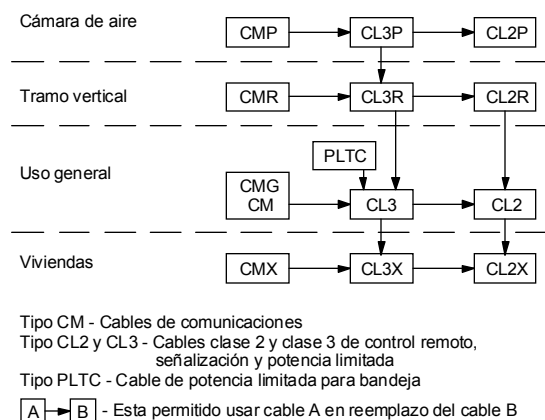 Cámara de aire
CMP CL3P CL2P
Tramo vertical
CMR CL3R CL2R
PLTC
Uso general
CMG
CM CL3 CL2
Viviendas
CMX CL3X CL2X
Tipo CM - Cables de comunicaciones
Tipo CL2 y CL3 - Cables clase 2 y clase 3 de control remoto,
señalización y potencia limitada
Tipo PLTC - Cable de potencia limitada para bandeja
A B - Esta permitido usar cable A en reemplazo del cable B